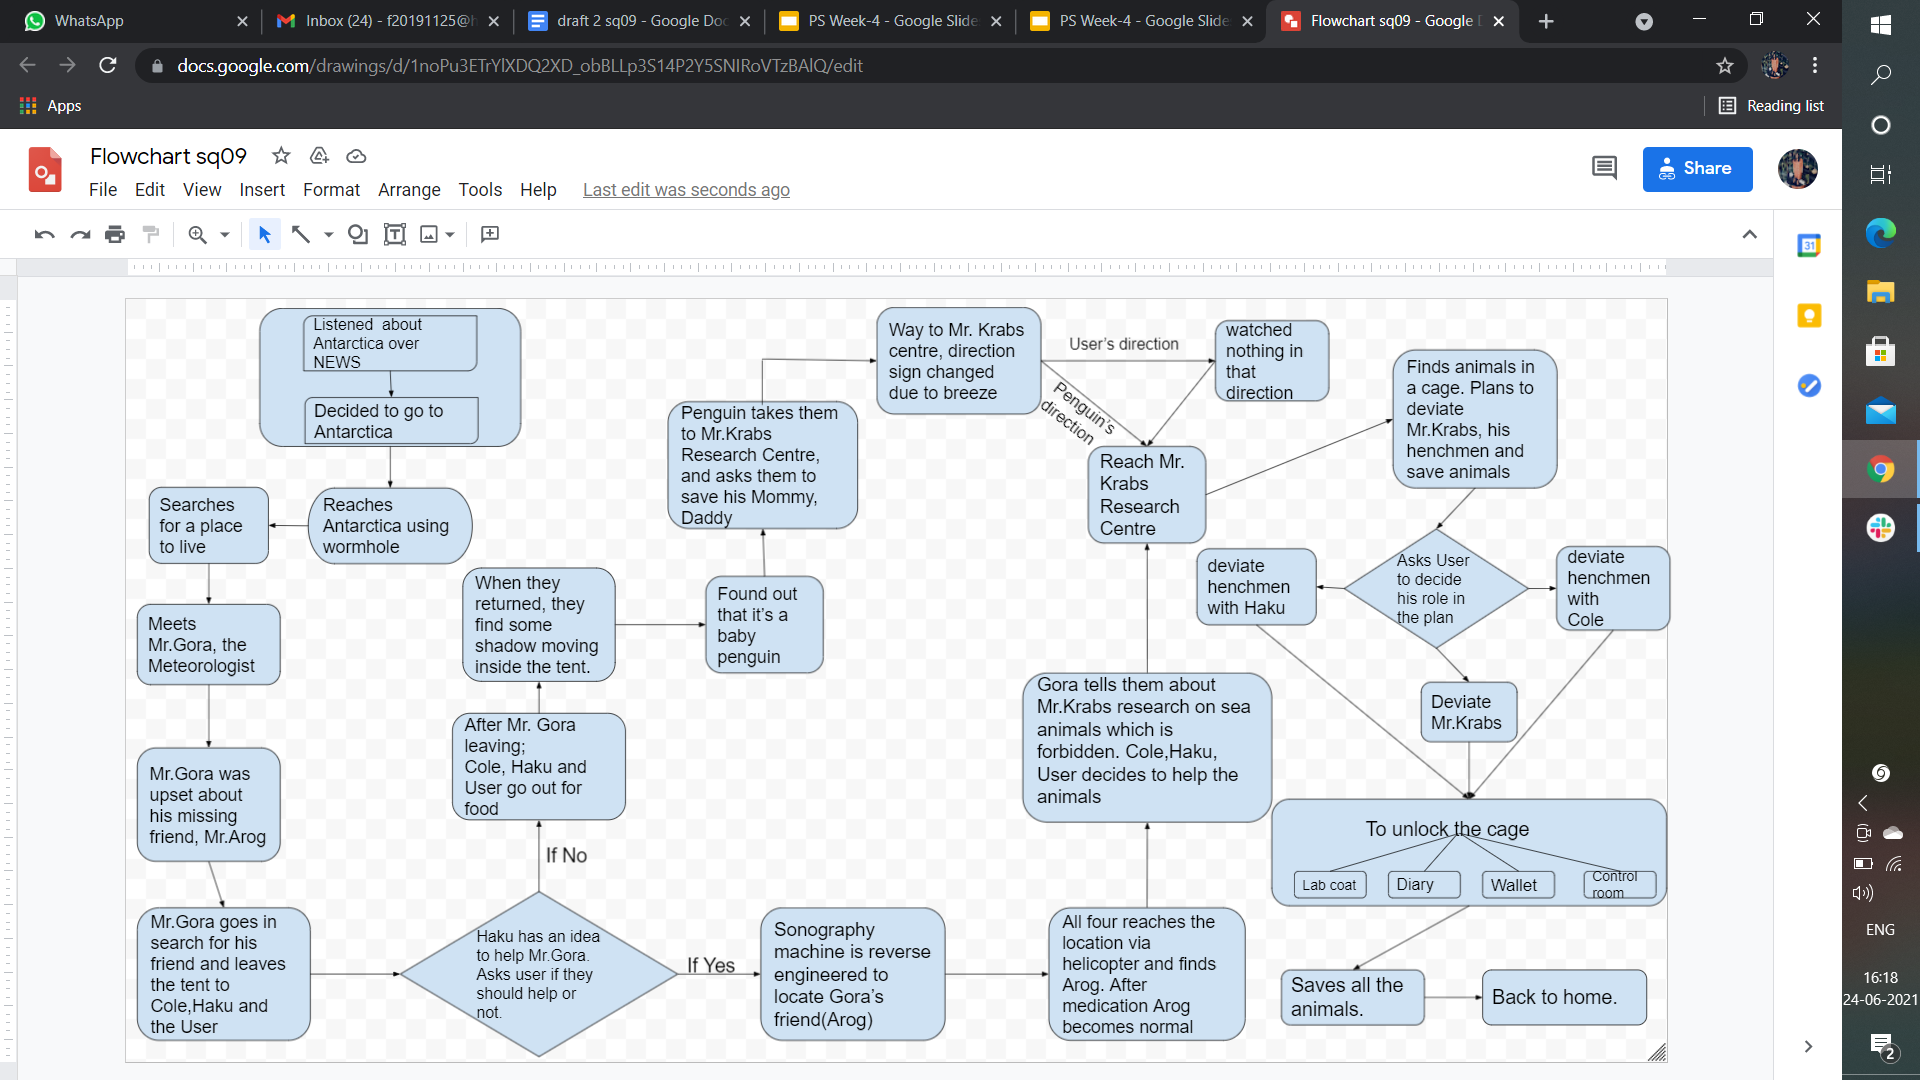 WhatsApp
Inbox (24) - f20191125@h
draft 2 sq09 - Google Doc
PS Week-4 - Google Slide
PS Week-4 - Google Slide
Flowchart sq09 - Google D
Apps
Reading list
Flowchart sq09
File Edit View Insert Format Arrange Tools Help Last edit was seconds ago
Share
31
Listened about
Antarctica over
NEWS
Decided to go to
Antarctica
Reaches
Antarctica using
wormhole
Searches
for a place
to live
Meets
Mr.Gora, the
Meteorologist
Mr.Gora was
upset about
his missing
friend, Mr.Arog
Mr.Gora goes in
search for his
friend and leaves
the tent to
Cole,Haku and
the User
Haku has an idea
to help Mr.Gora.
Asks user if they
should help or
not.
If No
After Mr. Gora
leaving;
Cole, Haku and
User go out for
food
When they
returned, they
find some
shadow moving
inside the tent.
Found out
that it's a
baby
penguin
Penguin takes them
to Mr.Krabs
Research Centre,
and asks them to
save his Mommy,
Daddy
Way to Mr. Krabs
centre, direction
sign changed
due to breeze
User's direction
Penguin's
direction
watched
nothing in
that
direction
If Yes
Sonography
machine is reverse
engineered to
locate Gora's
friend(Arog)
All four reaches the
location via
helicopter and finds
Arog. After
medication Arog
becomes normal
Gora tells them about
Mr.Krabs research on sea
animals which is
forbidden. Cole,Haku,
User decides to help the
animals
Reach Mr.
Krabs
Research
Centre
Finds animals in
a cage. Plans to
deviate
Mr.Krabs, his
henchmen and
save animals
Asks User
to decide
his role in
the plan
deviate
henchmen
with Haku
deviate
henchmen
with
Cole
Deviate
Mr.Krabs
To unlock the cage
Lab coat
Diary
Wallet
Control
room
Saves all the
animals.
Back to home.
ENG
16:18
24-06-2021
2